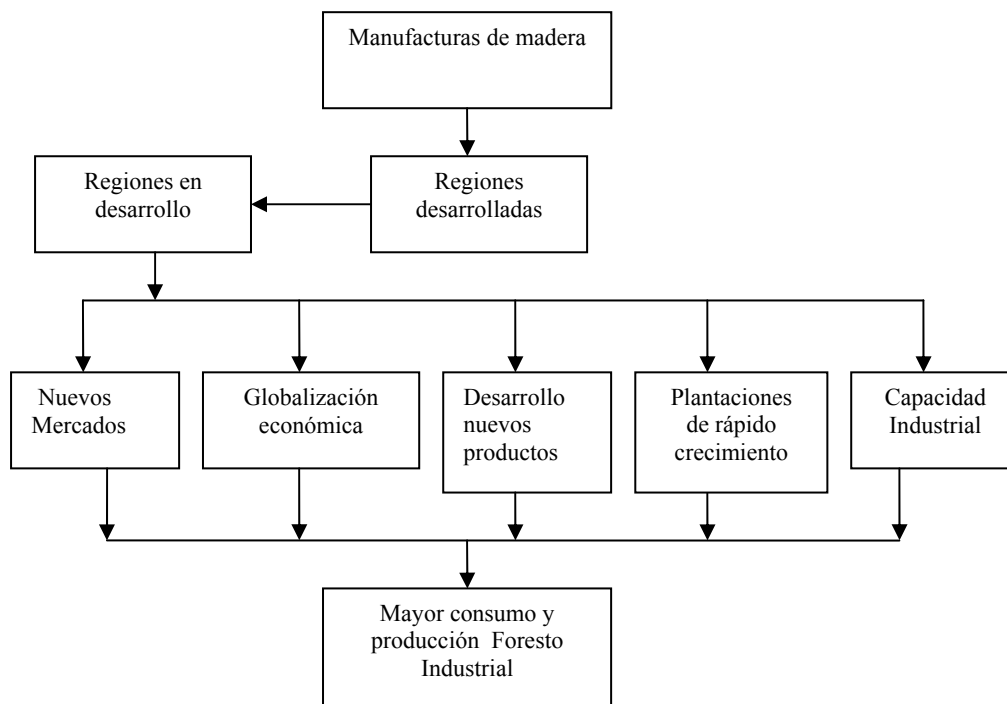 Manufacturas de madera
Regiones en
desarrollo
Regiones
desarrolladas
Nuevos
Mercados
Globalización
económica
Desarrollo
nuevos
productos
Plantaciones
de rápido
crecimiento
Capacidad
Industrial
Mayor consumo y
producción Foresto
Industrial